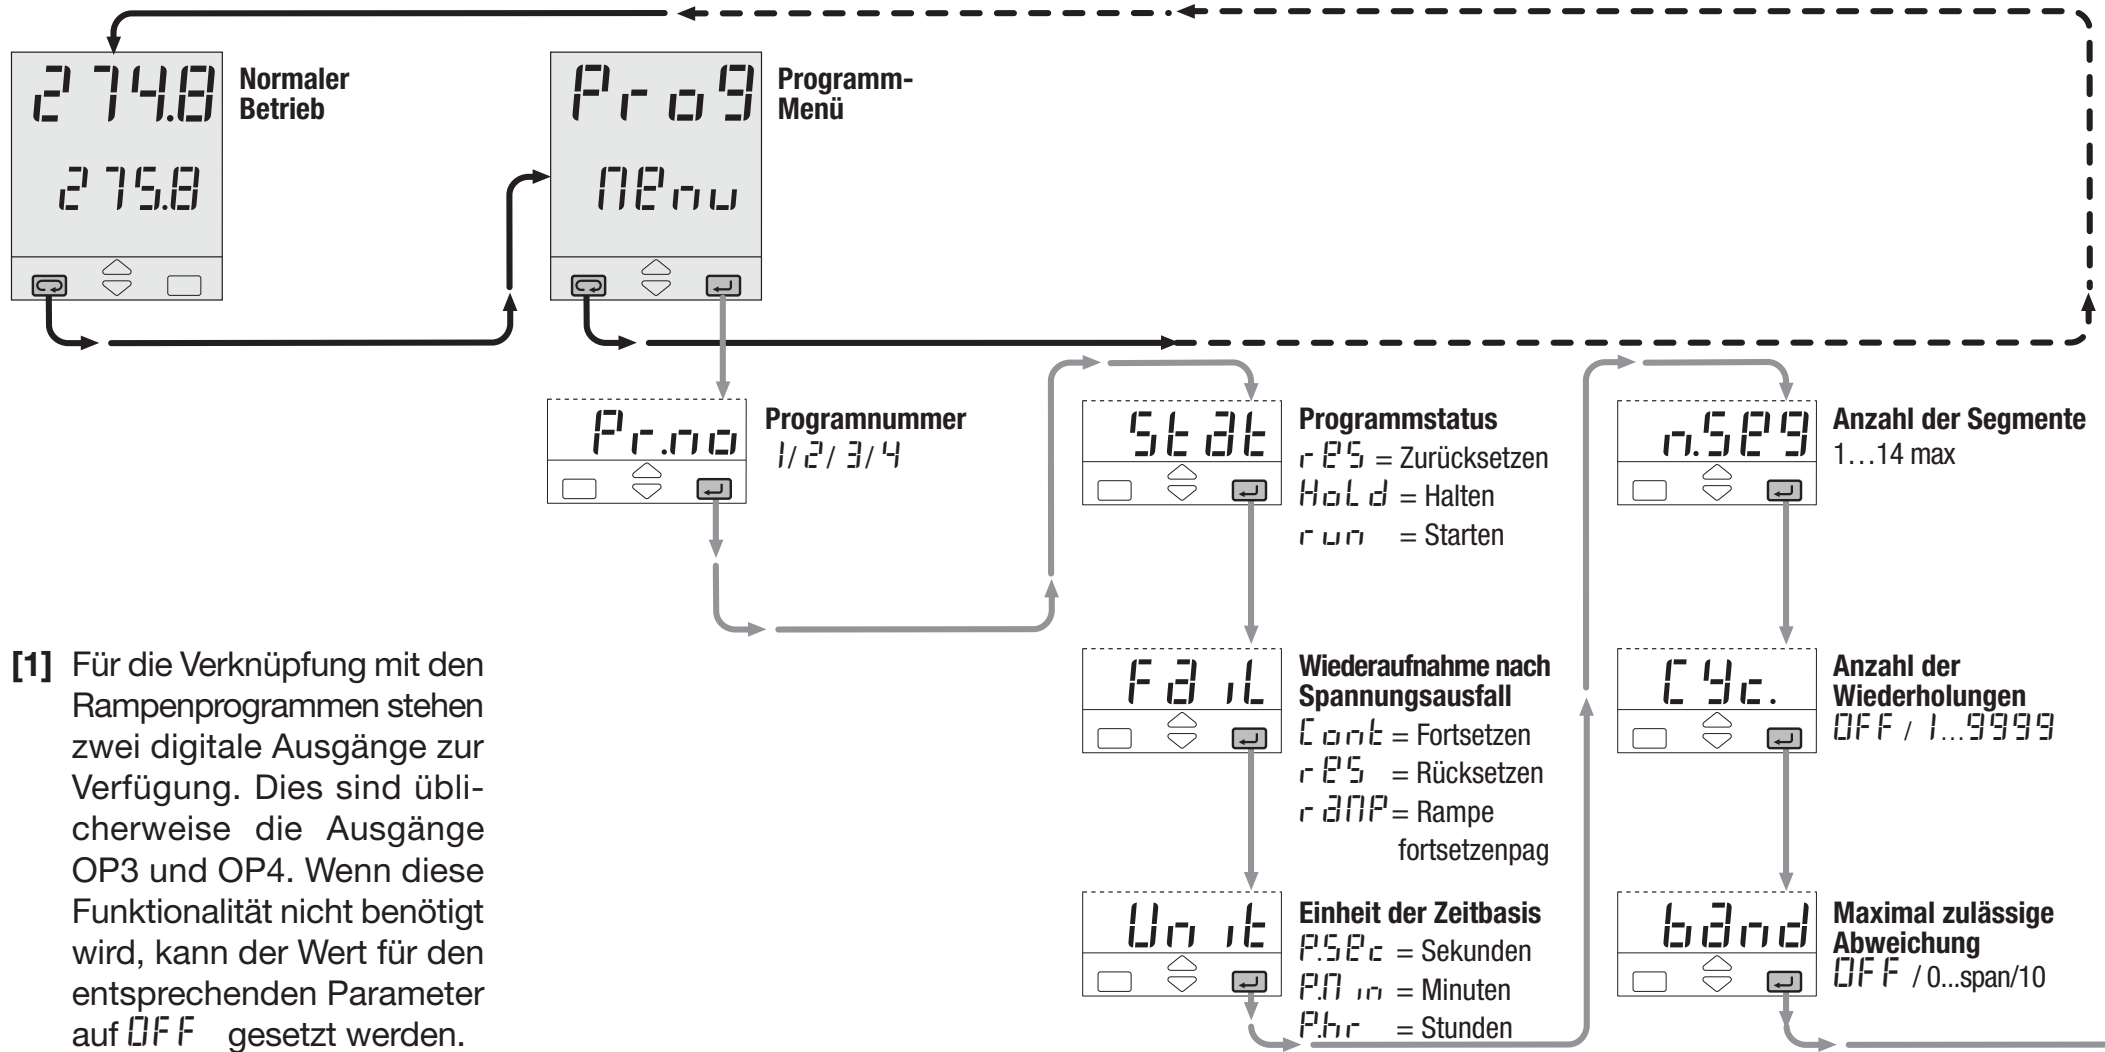 274.8
275.8
Normaler
Betrieb
Prog
MEnu
Programm-
Menü
Pr.no
Programnummer
1/ 2/ 3/ 4
Stat
Programmstatus
rES = Zurücksetzen
HoLd = Halten
run = Starten
n.SEg
Anzahl der Segmente
1…14 max
[1] Für die Verknüpfung mit den
Rampenprogrammen stehen
zwei digitale Ausgänge zur
Verfügung. Dies sind übli-
cherweise die Ausgänge
OP3 und OP4. Wenn diese
Funktionalität nicht benötigt
wird, kann der Wert für den
entsprechenden Parameter
auf OFF gesetzt werden.
FaiL
Wiederaufnahme nach
Spannungsausfall
Cont = Fortsetzen
rES = Rücksetzen
raMP = Rampe
fortsetzenpag
Cyc.
Anzahl der
Wiederholungen
OFF / 1...9999
Unit
Einheit der Zeitbasis
P.SEc = Sekunden
P.Min = Minuten
P.hr = Stunden
band
Maximal zulässige
Abweichung
OFF / 0...span/10